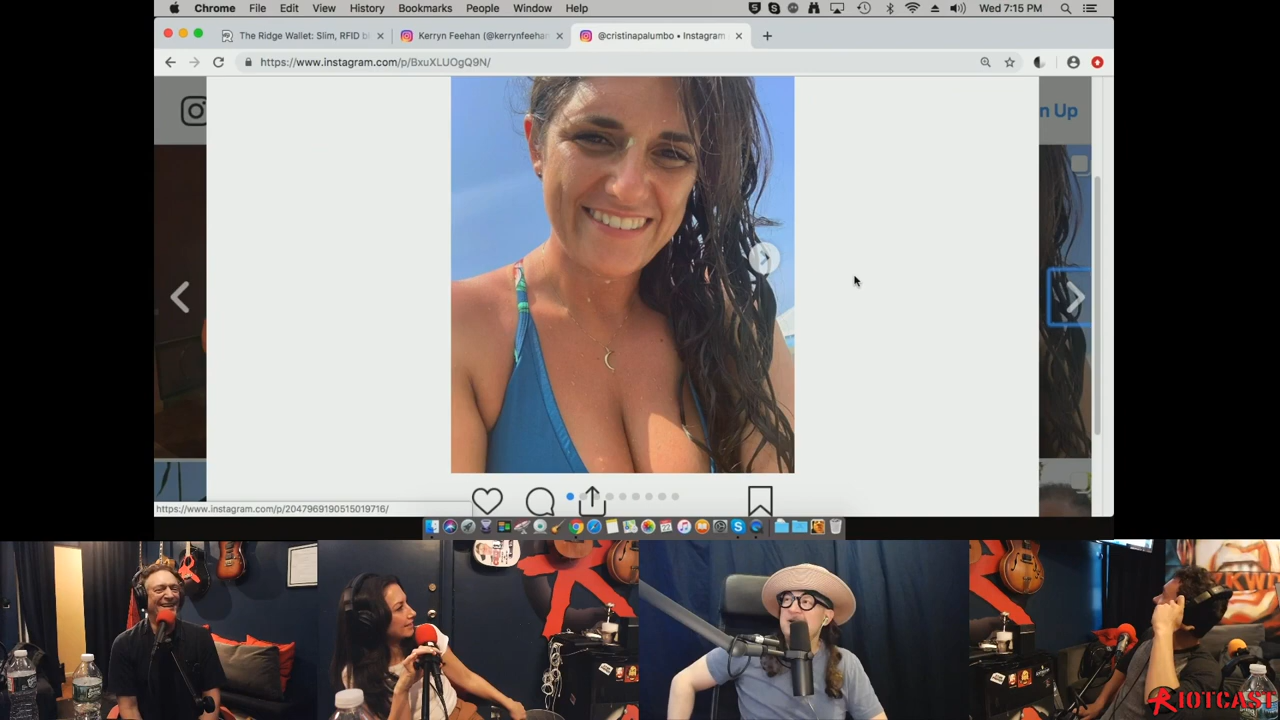 Chrome File Edit View History Bookmarks People Window Help
Wed 7:15 PM
The Ridge Wallet: Slim, RFID bl
Kerryn Feehan (@kerrynfeehan
@cristinapalumbo • Instagram
https://www.instagram.com/p/BxuXLUOgQ9N/
n Up
https://www.instagram.com/p/2047969190515019716/
RIOTCAST